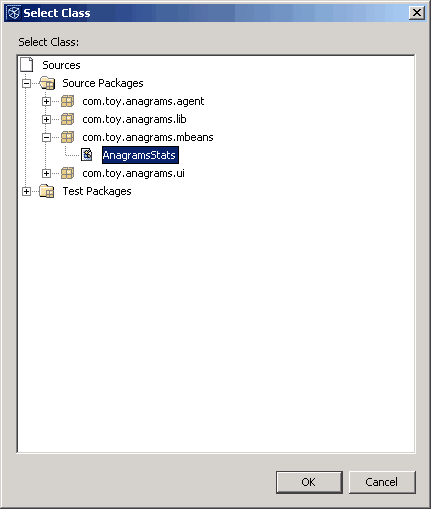 Select Class
Select Class:
Sources
Source Packages
com.toy.anagrams.agent
com.toy.anagrams.lib
com.toy.anagrams.mbeans
AnagramsStats
com.toy.anagrams.ui
Test Packages
OK Cancel